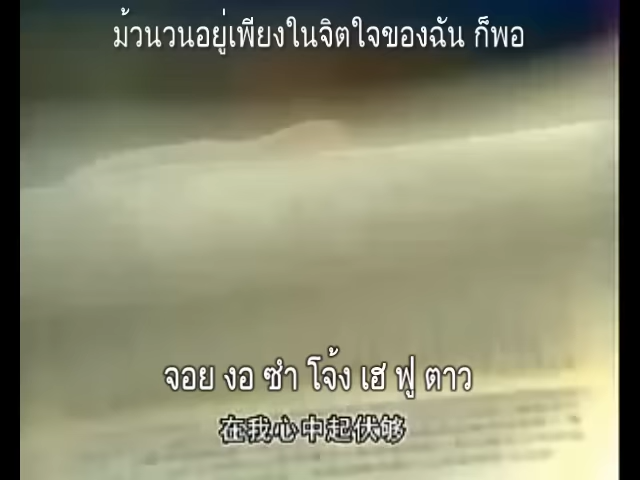 ม้วนวนอยู่เพียงในจิตใจของฉัน ก็พอ
จอย งอ ซำ โจ้ง เฮ ฟู ตาว
在我心中起伏够